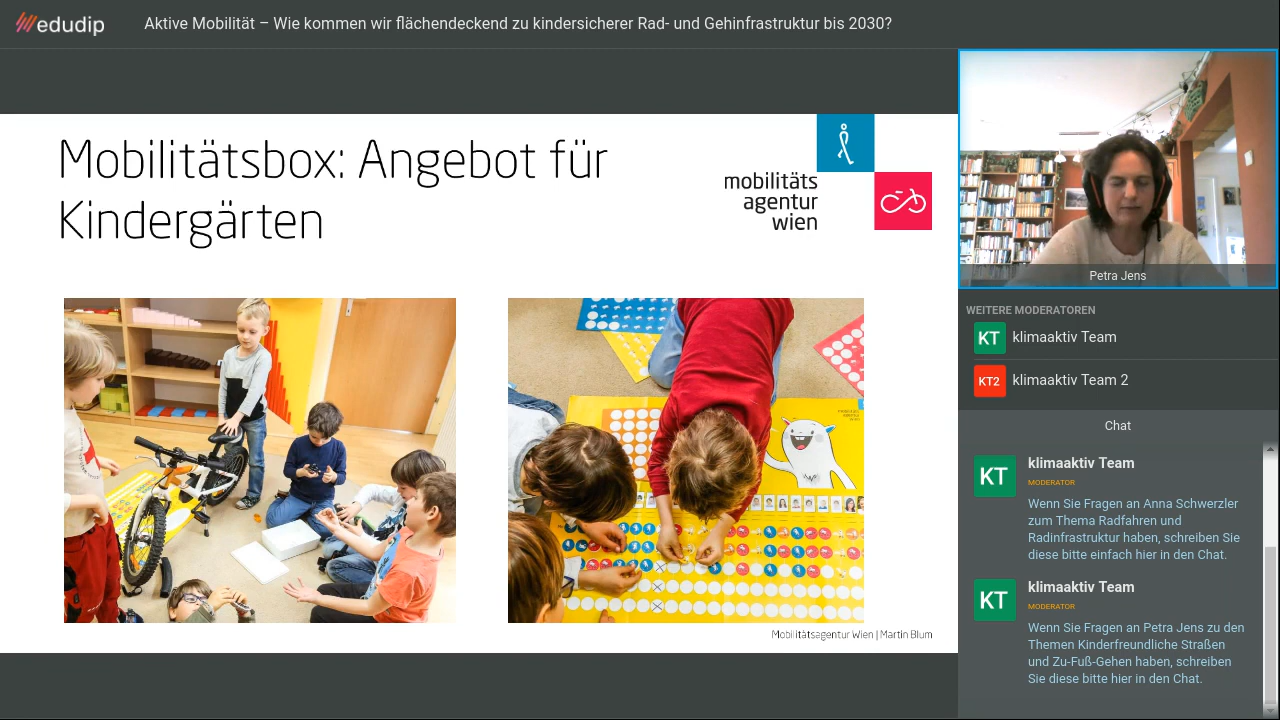 edudip
Aktive Mobilität – Wie kommen wir flächendeckend zu kindersicherer Rad- und Gehinfrastruktur bis 2030?
Mobilitätsbox: Angebot für
Kindergärten
mobilitäts
agentur
wien
Mobilitätsagentur Wien | Martin Blum
Petra Jens
WEITERE MODERATOREN
KT klimaaktiv Team
KT2 klimaaktiv Team 2
Chat
KT
klimaaktiv Team
MODERATOR
Wenn Sie Fragen an Anna Schwerzler
zum Thema Radfahren und
Radinfrastruktur haben, schreiben Sie
diese bitte einfach hier in den Chat.
KT
klimaaktiv Team
MODERATOR
Wenn Sie Fragen an Petra Jens zu den
Themen Kinderfreundliche Straßen
und Zu-Fuß-Gehen haben, schreiben
Sie diese bitte hier in den Chat.